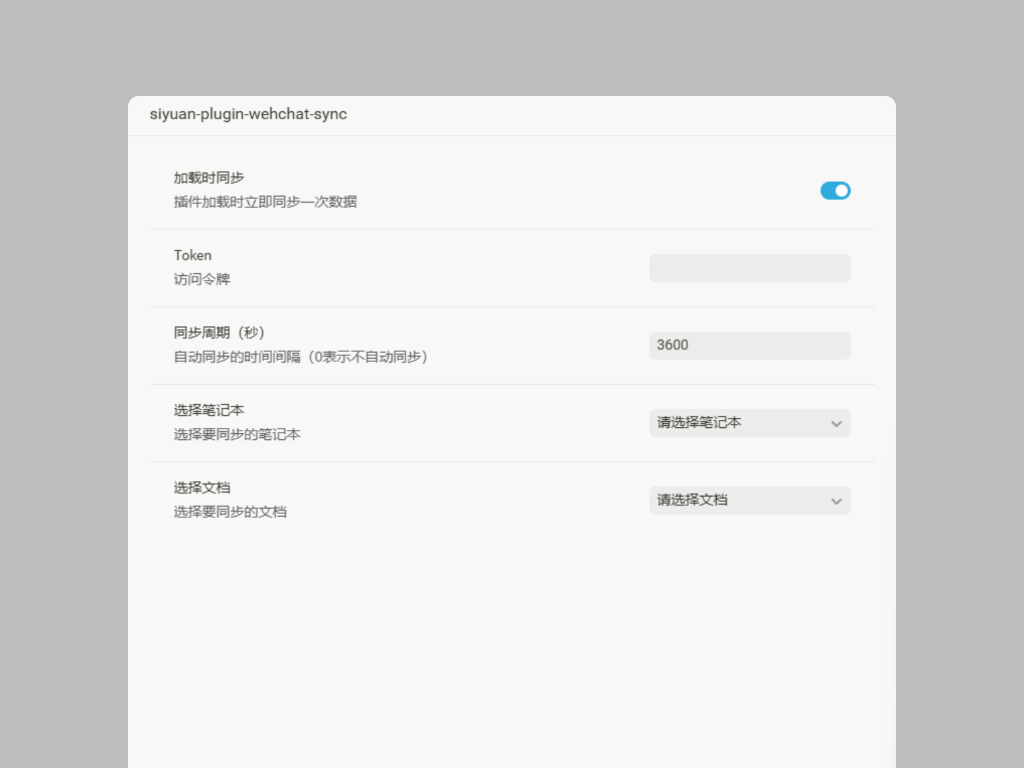 siyuan-plugin-wehchat-sync
加载时同步
插件加载时立即同步一次数据
Token
访问令牌
同步周期（秒）
自动同步的时间间隔（0表示不自动同步）
3600
选择笔记本
选择要同步的笔记本
请选择笔记本
选择文档
选择要同步的文档
请选择文档